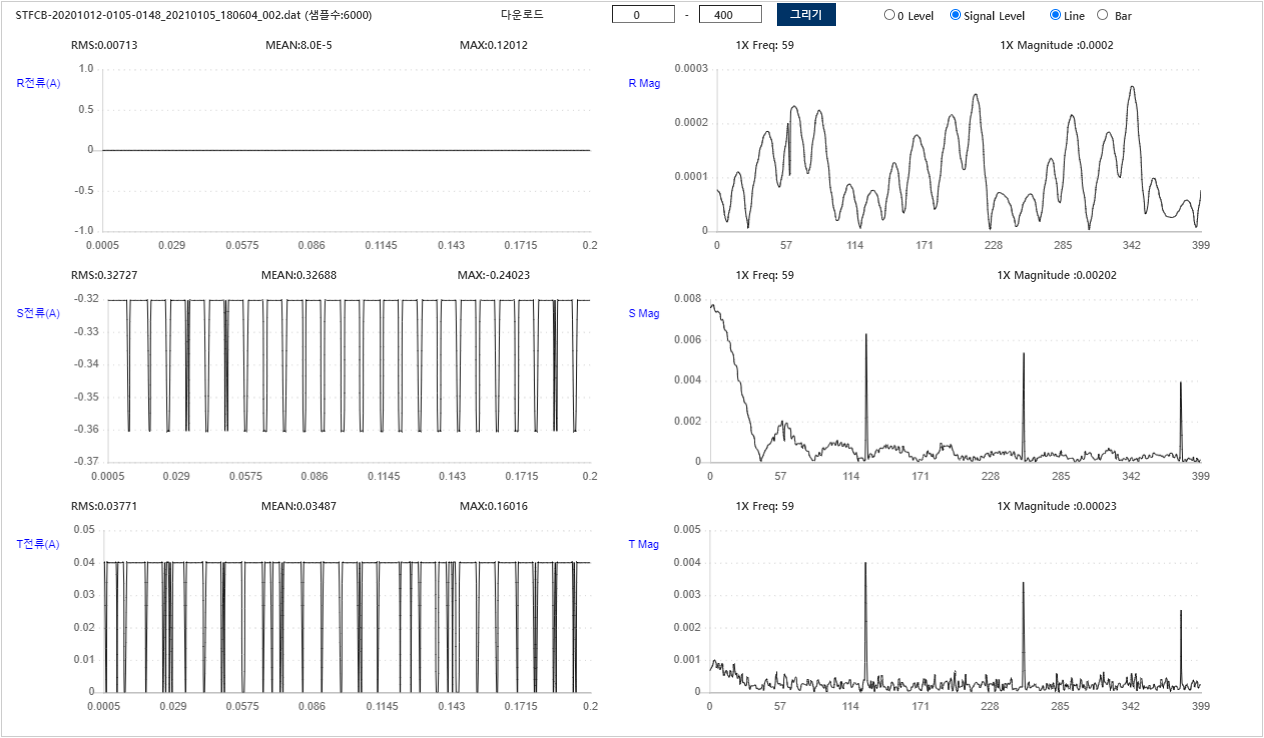 STFCB-20201012-0105-0148_20210105_180604_002.dat (샘플수:6000) 다운로드 0 - 400 그리기 0 Level Signal Level Line Bar
RMS:0.00713 MEAN:8.0E-5 MAX:0.12012 1X Freq: 59 1X Magnitude :0.0002
R전류(A)
1.0
0.5
0
-0.5
-1.0
0.0005 0.029 0.0575 0.086 0.1145 0.143 0.1715 0.2
R Mag
0.0003
0.0002
0.0001
0
0 57 114 171 228 285 342 399
RMS:0.32727 MEAN:0.32688 MAX:-0.24023 1X Freq: 59 1X Magnitude :0.00202
S전류(A)
-0.32
-0.33
-0.34
-0.35
-0.36
-0.37
0.0005 0.029 0.0575 0.086 0.1145 0.143 0.1715 0.2
S Mag
0.008
0.006
0.004
0.002
0
0 57 114 171 228 285 342 399
RMS:0.03771 MEAN:0.03487 MAX:0.16016 1X Freq: 59 1X Magnitude :0.00023
T전류(A)
0.05
0.04
0.03
0.02
0.01
0
0.0005 0.029 0.0575 0.086 0.1145 0.143 0.1715 0.2
T Mag
0.005
0.004
0.003
0.002
0.001
0
0 57 114 171 228 285 342 399